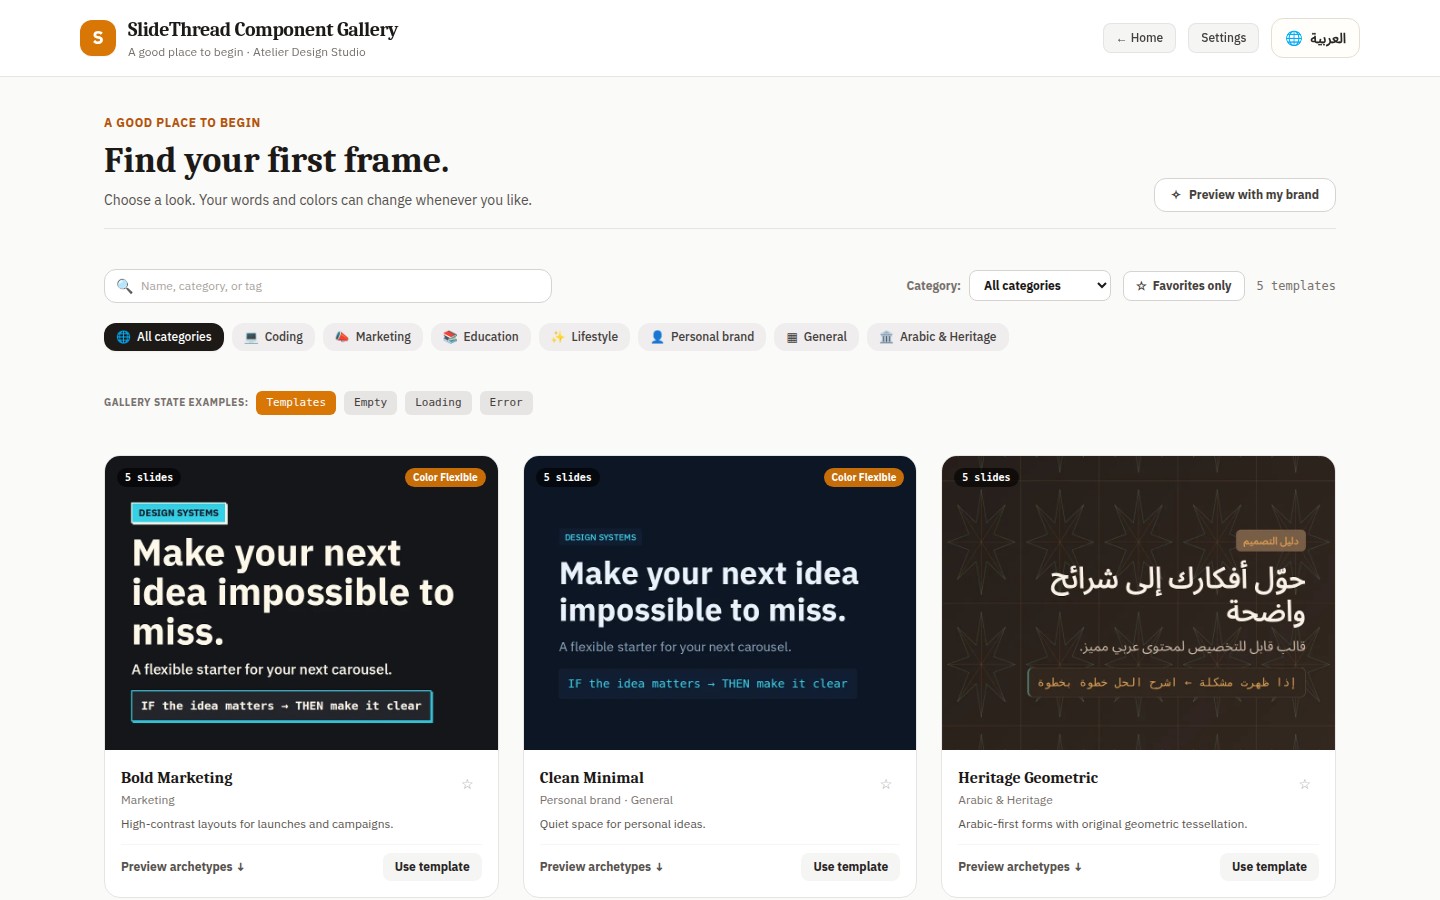 S
SlideThread Component Gallery
A good place to begin · Atelier Design Studio
← Home
Settings
🌐 العربية
A GOOD PLACE TO BEGIN
Find your first frame.
Choose a look. Your words and colors can change whenever you like.
✧ Preview with my brand
🔍 Name, category, or tag
Category:
All categories
☆ Favorites only
5 templates
🌐 All categories
💻 Coding
📣 Marketing
📚 Education
✨ Lifestyle
👤 Personal brand
▦ General
🏛️ Arabic & Heritage
GALLERY STATE EXAMPLES:
Templates
Empty
Loading
Error
5 slides
Color Flexible
DESIGN SYSTEMS
Make your next
idea impossible to
miss.
A flexible starter for your next carousel.
IF the idea matters → THEN make it clear
Bold Marketing
☆
Marketing
High-contrast layouts for launches and campaigns.
Preview archetypes ↓
Use template
5 slides
Color Flexible
DESIGN SYSTEMS
Make your next idea
impossible to miss.
A flexible starter for your next carousel.
IF the idea matters → THEN make it clear
Clean Minimal
☆
Personal brand · General
Quiet space for personal ideas.
Preview archetypes ↓
Use template
5 slides
دليل التصميم
حوّل أفكارك إلى شرائح
واضحة
قالب قابل للتخصيص لمحتوى عربي مميز.
إذا ظهرت مشكلة ← اشرح الحل خطوة بخطوة
Heritage Geometric
☆
Arabic & Heritage
Arabic-first forms with original geometric tessellation.
Preview archetypes ↓
Use template